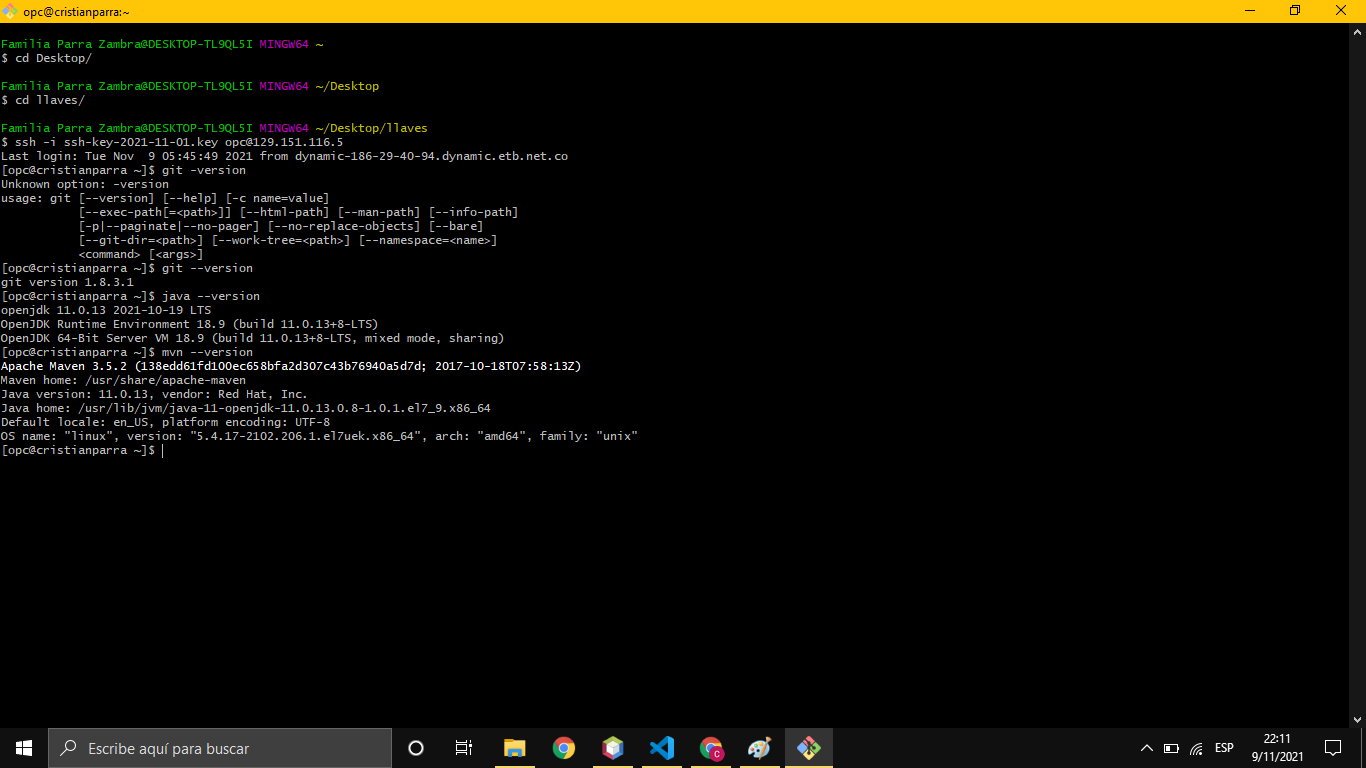 opc@cristianparra:~
Familia Parra Zambra@DESKTOP-TL9QL5I MINGW64 ~
$ cd Desktop/
Familia Parra Zambra@DESKTOP-TL9QL5I MINGW64 ~/Desktop
$ cd llaves/
Familia Parra Zambra@DESKTOP-TL9QL5I MINGW64 ~/Desktop/llaves
$ ssh -i ssh-key-2021-11-01.key opc@129.151.116.5
Last login: Tue Nov  9 05:45:49 2021 from dynamic-186-29-40-94.dynamic.etb.net.co
[opc@cristianparra ~]$ git -version
Unknown option: -version
usage: git [--version] [--help] [-c name=value]
           [--exec-path[=<path>]] [--html-path] [--man-path] [--info-path]
           [-p|--paginate|--no-pager] [--no-replace-objects] [--bare]
           [--git-dir=<path>] [--work-tree=<path>] [--namespace=<name>]
           <command> [<args>]
[opc@cristianparra ~]$ git --version
git version 1.8.3.1
[opc@cristianparra ~]$ java --version
openjdk 11.0.13 2021-10-19 LTS
OpenJDK Runtime Environment 18.9 (build 11.0.13+8-LTS)
OpenJDK 64-Bit Server VM 18.9 (build 11.0.13+8-LTS, mixed mode, sharing)
[opc@cristianparra ~]$ mvn --version
Apache Maven 3.5.2 (138edd61fd100ec658bfa2d307c43b76940a5d7d; 2017-10-18T07:58:13Z)
Maven home: /usr/share/apache-maven
Java version: 11.0.13, vendor: Red Hat, Inc.
Java home: /usr/lib/jvm/java-11-openjdk-11.0.13.0.8-1.0.1.el7_9.x86_64
Default locale: en_US, platform encoding: UTF-8
OS name: "linux", version: "5.4.17-2102.206.1.el7uek.x86_64", arch: "amd64", family: "unix"
[opc@cristianparra ~]$
Escribe aquí para buscar
C
ESP
22:11
9/11/2021